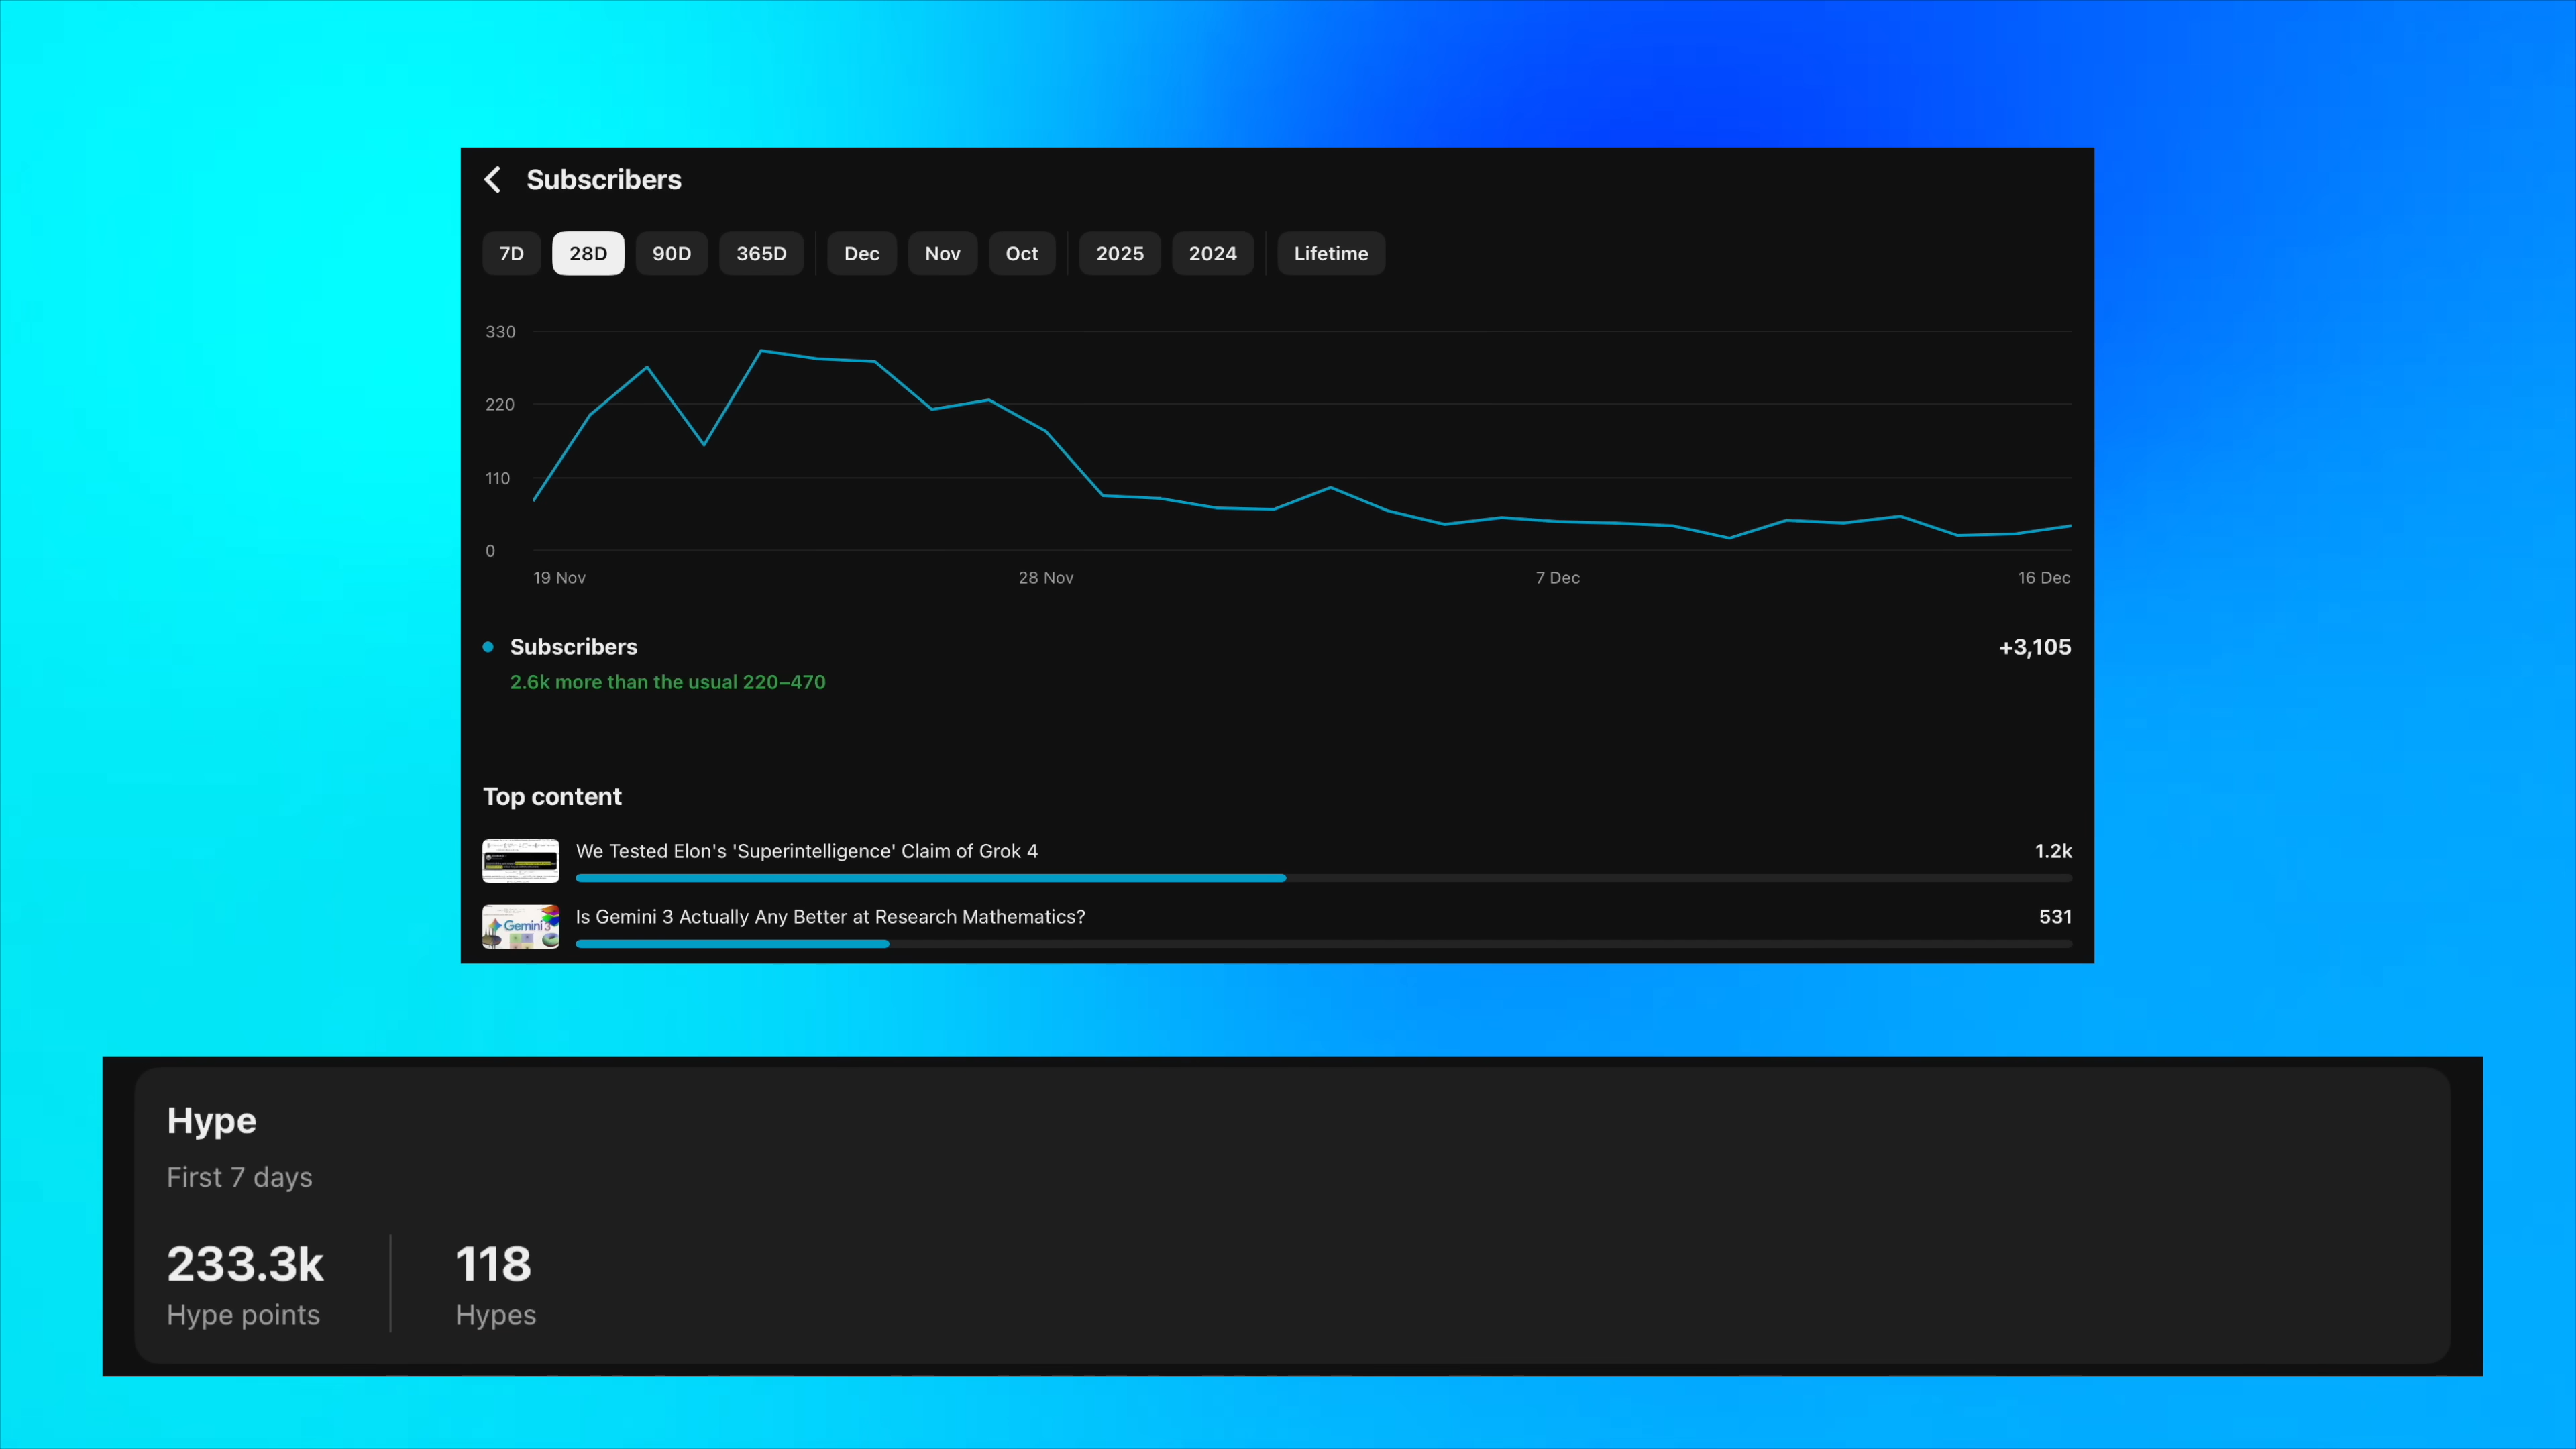 Subscribers
7D 28D 90D 365D Dec Nov Oct 2025 2024 Lifetime
330
220
110
0
19 Nov 28 Nov 7 Dec 16 Dec
Subscribers +3,105
2.6k more than the usual 220–470
Top content
We Tested Elon's 'Superintelligence' Claim of Grok 4 1.2k
Is Gemini 3 Actually Any Better at Research Mathematics? 531
Gemini 3
Hype
First 7 days
233.3k 118
Hype points Hypes